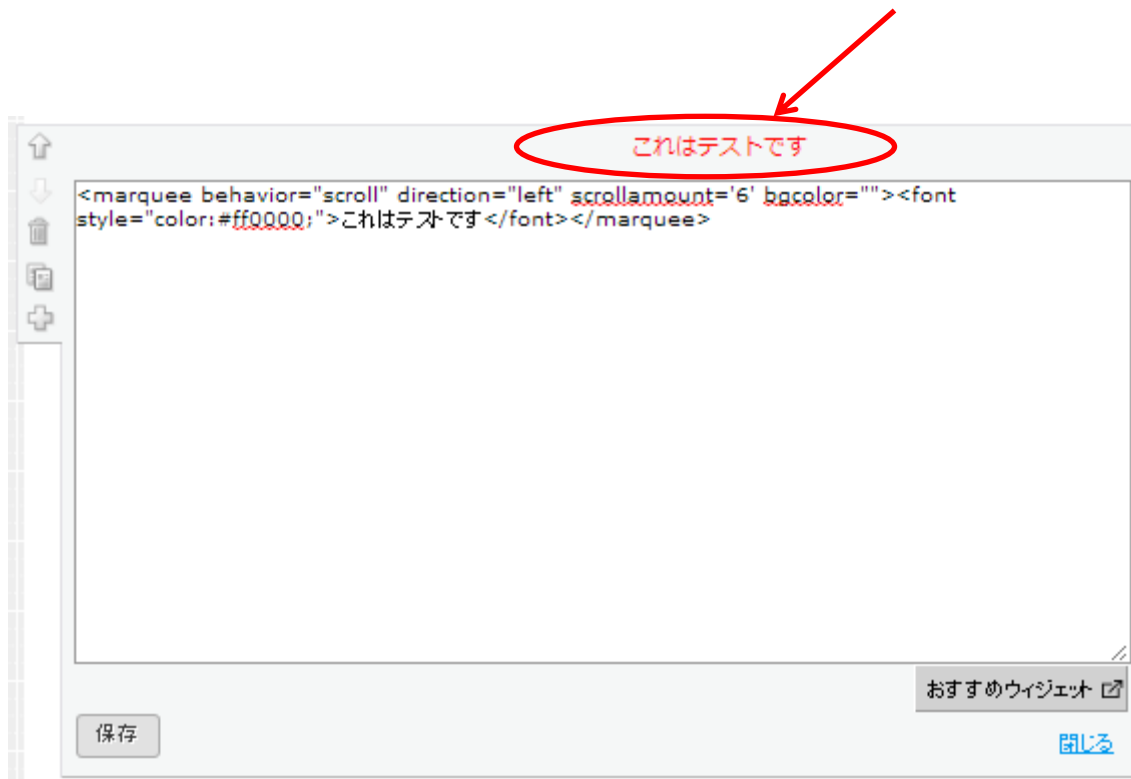 これはテストです
<marquee behavior="scroll" direction="left" scrollamount='6' bgcolor=""><font
style="color:#ff0000;">これはテストです</font></marquee>
おすすめウィジェット
保存
閉じる